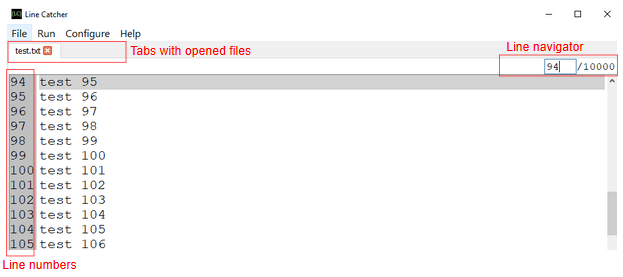 Line Catcher
File Run Configure Help
test.txt
Tabs with opened files
Line navigator
94/10000
94 test 95
95 test 96
96 test 97
97 test 98
98 test 99
99 test 100
100 test 101
101 test 102
102 test 103
103 test 104
104 test 105
105 test 106
Line numbers